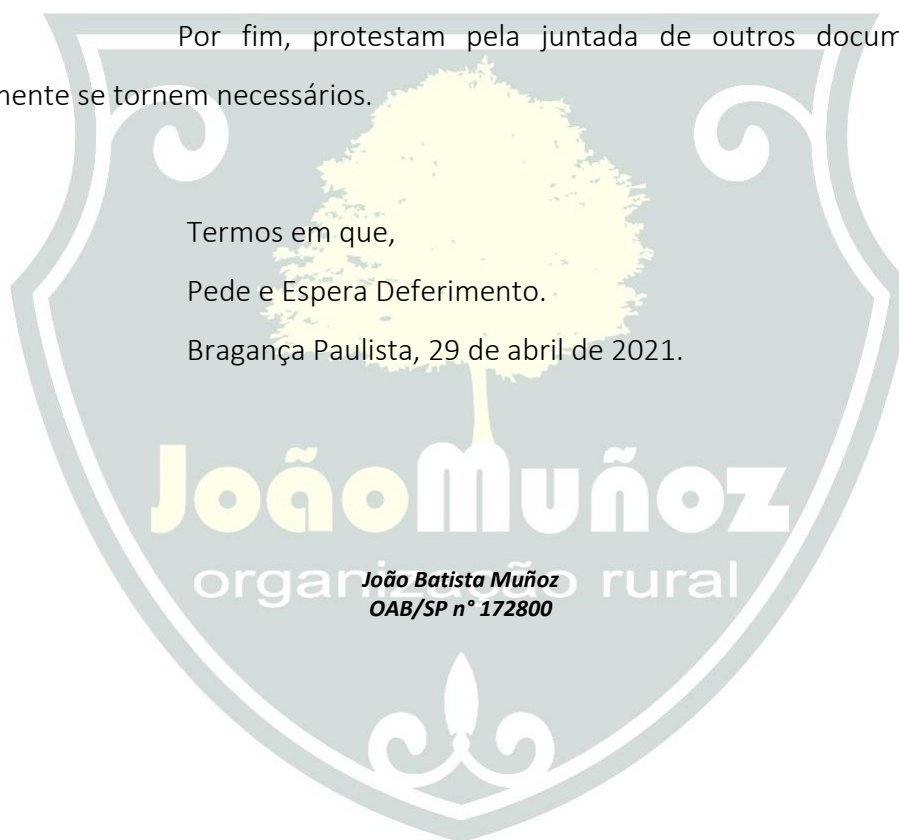 Por fim, protestam pela juntada de outros docum
mente se tornem necessários.
Termos em que,
Pede e Espera Deferimento.
Bragança Paulista, 29 de abril de 2021.
JoãoMuñoz
organização rural
João Batista Muñoz
OAB/SP n° 172800